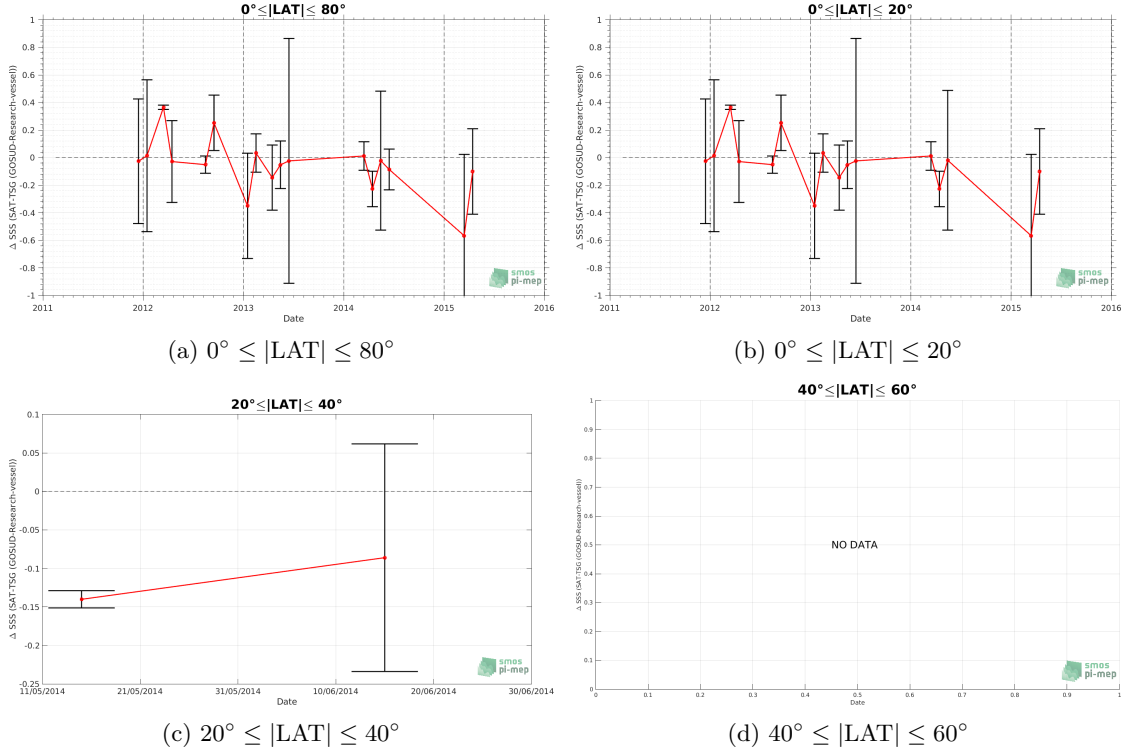 0°≤|LAT|≤ 80°
1
0.8
0.6
0.4
0.2
0
-0.2
-0.4
-0.6
-0.8
-1
Δ SSS (SAT-TSG (GOSUD-Research-vessel))
2011 2012 2013 2014 2015 2016
Date
smos
pi-mep
(a) 0° ≤ |LAT| ≤ 80°
0°≤|LAT|≤ 20°
1
0.8
0.6
0.4
0.2
0
-0.2
-0.4
-0.6
-0.8
-1
Δ SSS (SAT-TSG (GOSUD-Research-vessel))
2011 2012 2013 2014 2015 2016
Date
smos
pi-mep
(b) 0° ≤ |LAT| ≤ 20°
20°≤|LAT|≤ 40°
0.1
0.05
0
-0.05
-0.1
-0.15
-0.2
-0.25
Δ SSS (SAT-TSG (GOSUD-Research-vessel))
11/05/2014 21/05/2014 31/05/2014 10/06/2014 20/06/2014 30/06/2014
Date
smos
pi-mep
(c) 20° ≤ |LAT| ≤ 40°
40°≤|LAT|≤ 60°
1
0.9
0.8
0.7
0.6
0.5
0.4
0.3
0.2
0.1
0
Δ SSS (SAT-TSG (GOSUD-Research-vessel))
NO DATA
0 0.1 0.2 0.3 0.4 0.5 0.6 0.7 0.8 0.9 1
Date
smos
pi-mep
(d) 40° ≤ |LAT| ≤ 60°